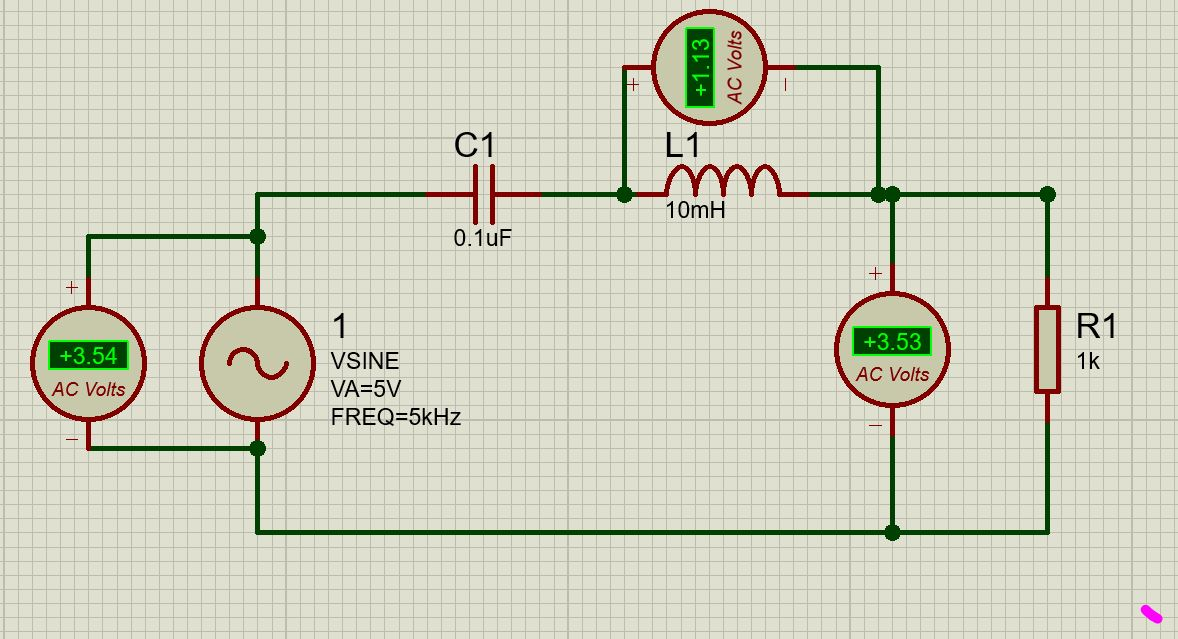 +1.13
AC Volts
+
-
C1
0.1uF
L1
10mH
+
+3.54
AC Volts
-
1
VSINE
VA=5V
FREQ=5kHz
+
+3.53
AC Volts
-
R1
1k